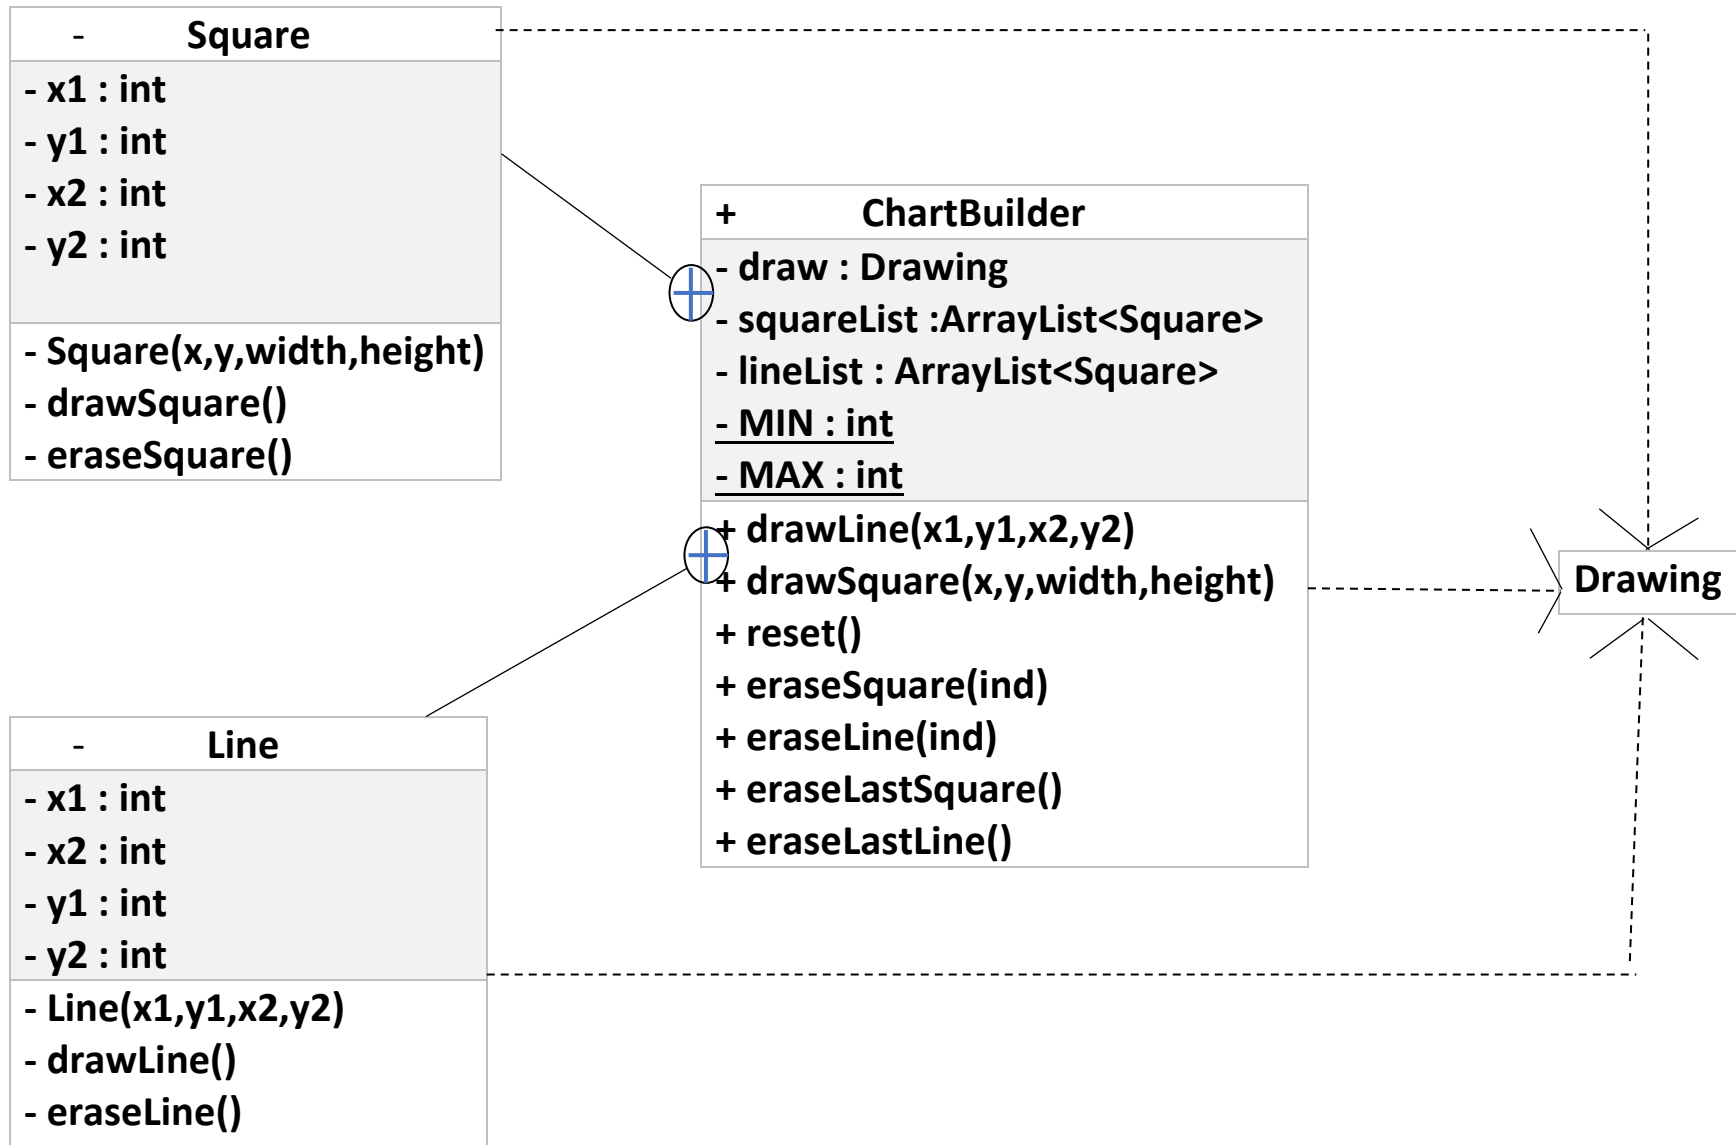 - Square
- x1 : int
- y1 : int
- x2 : int
- y2 : int
- Square(x,y,width,height)
- drawSquare()
- eraseSquare()
+ ChartBuilder
- draw : Drawing
- squareList :ArrayList<Square>
- lineList : ArrayList<Square>
- MIN : int
- MAX : int
+ drawLine(x1,y1,x2,y2)
+ drawSquare(x,y,width,height)
+ reset()
+ eraseSquare(ind)
+ eraseLine(ind)
+ eraseLastSquare()
+ eraseLastLine()
Drawing
- Line
- x1 : int
- x2 : int
- y1 : int
- y2 : int
- Line(x1,y1,x2,y2)
- drawLine()
- eraseLine()